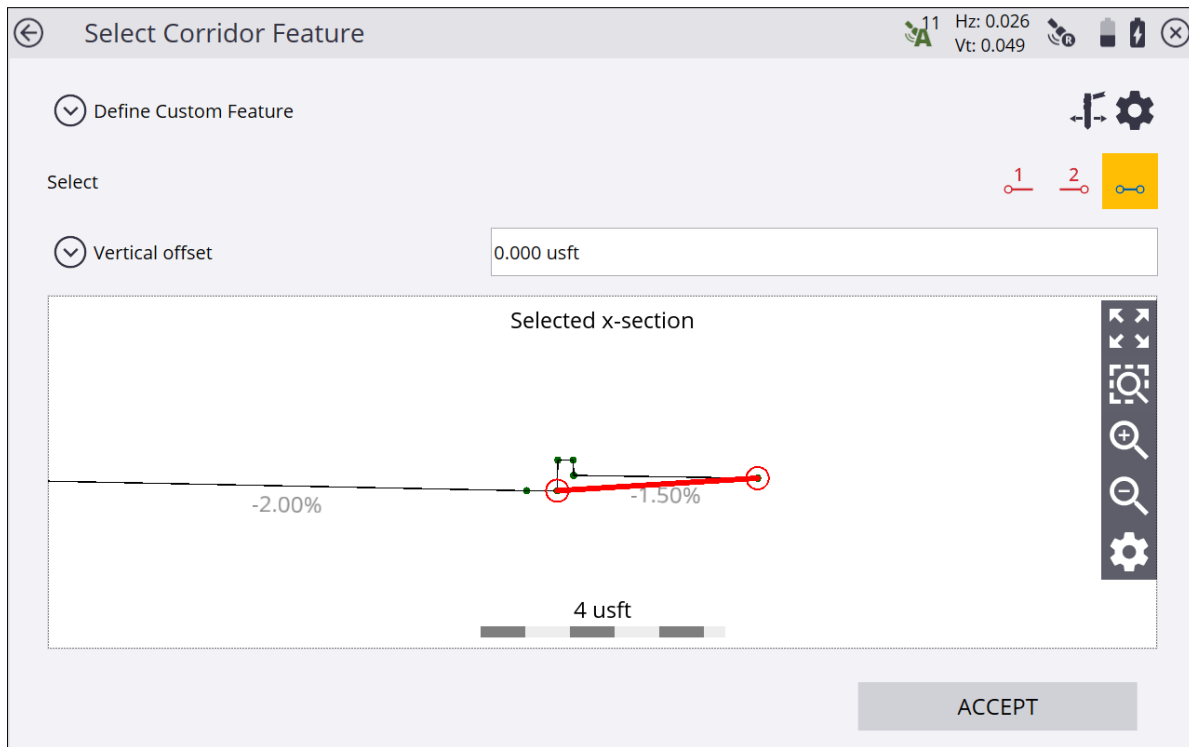 Select Corridor Feature
11
Hz: 0.026
Vt: 0.049
A
R
Define Custom Feature
Select
1
2
Vertical offset
0.000 usft
Selected x-section
-2.00%
-1.50%
4 usft
ACCEPT